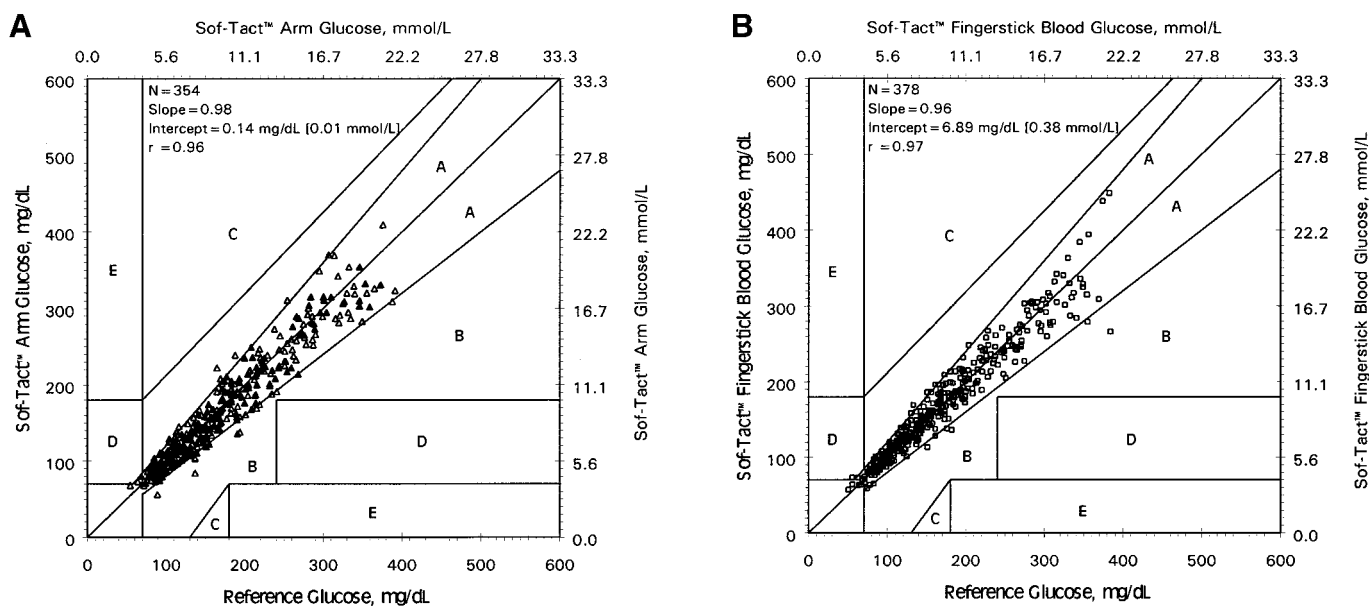 A
Sof-Tact™ Arm Glucose, mmol/L
0.0 5.6 11.1 16.7 22.2 27.8 33.3
N=354
Slope=0.98
Intercept=0.14 mg/dL [0.01 mmol/L]
r =0.96
600 500 400 300 200 100 0
Sof-Tact™ Arm Glucose, mg/dL
E
C
A
A
B
D
B
D
C
E
33.3 27.8 22.2 16.7 11.1 5.6 0.0
Sof-Tact™ Arm Glucose, mmol/L
0 100 200 300 400 500 600
Reference Glucose, mg/dL
B
Sof-Tact™ Fingerstick Blood Glucose, mmol/L
0.0 5.6 11.1 16.7 22.2 27.8 33.3
N=378
Slope=0.96
Intercept=6.89 mg/dL [0.38 mmol/L]
r =0.97
600 500 400 300 200 100 0
Sof-Tact™ Fingerstick Blood Glucose, mg/dL
A
A
C
E
B
D
D
B
C
E
33.3 27.8 22.2 16.7 11.1 5.6 0.0
Sof-Tact™ Fingerstick Blood Glucose, mmol/L
0 100 200 300 400 500 600
Reference Glucose, mg/dL